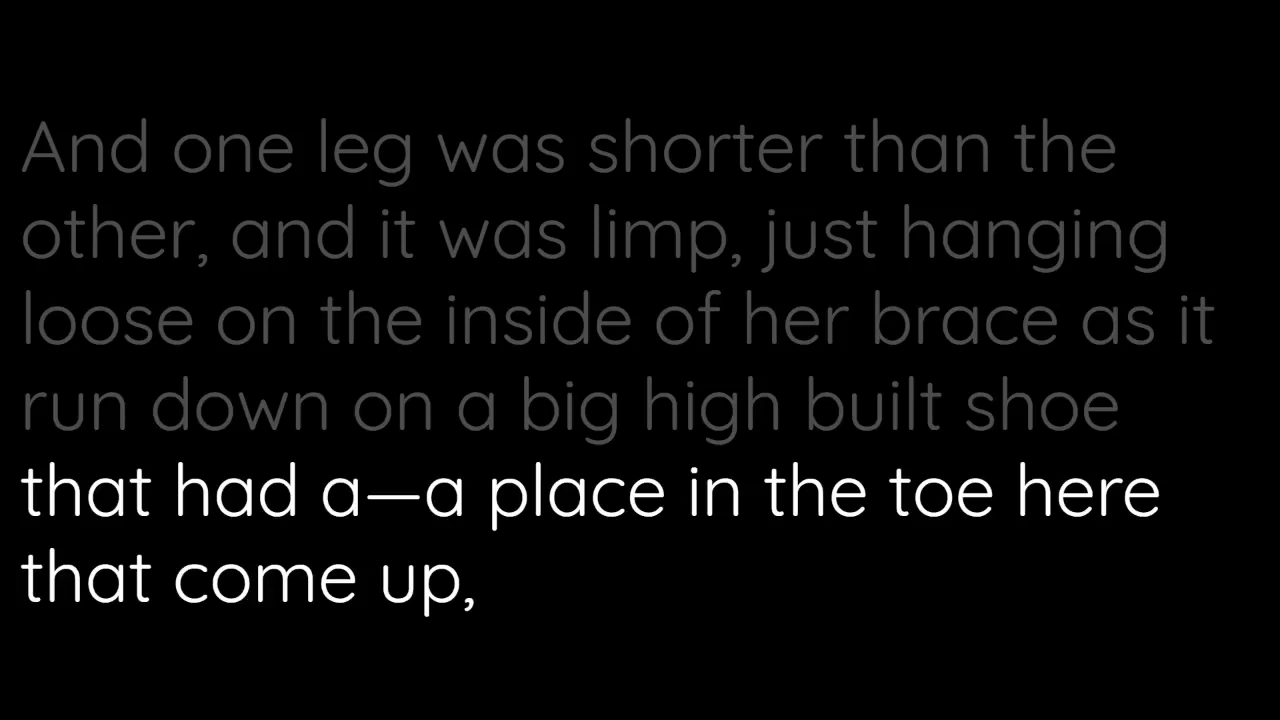 And one leg was shorter than the
other, and it was limp, just hanging
loose on the inside of her brace as it
run down on a big high built shoe
that had a—a place in the toe here
that come up,